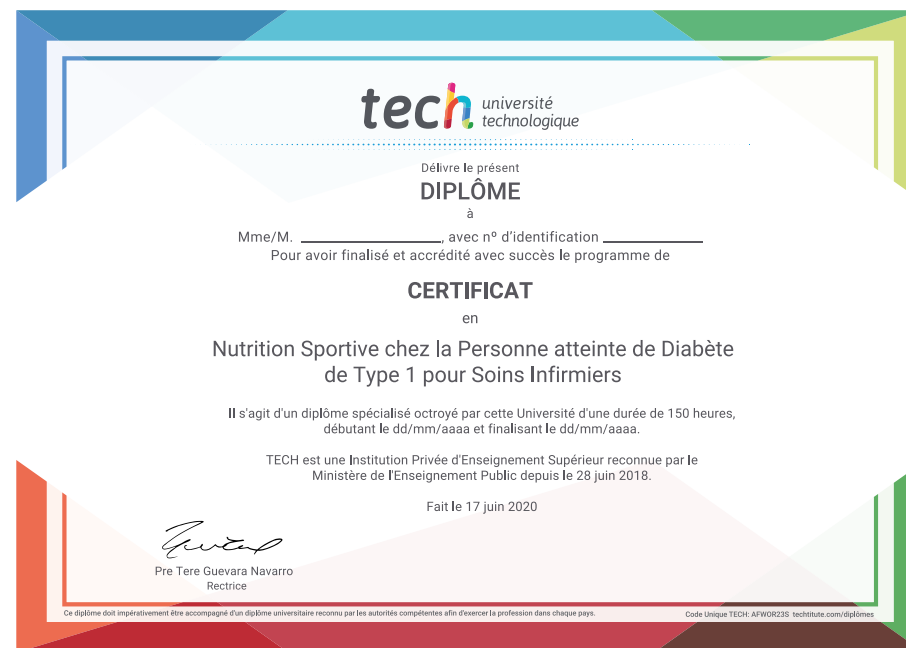 tech université
technologique
Délivre le présent
DIPLÔME
à
Mme/M. ____________________, avec nº d'identification ______________
Pour avoir finalisé et accrédité avec succès le programme de
CERTIFICAT
en
Nutrition Sportive chez la Personne atteinte de Diabète
de Type 1 pour Soins Infirmiers
Il s'agit d'un diplôme spécialisé octroyé par cette Université d'une durée de 150 heures,
débutant le dd/mm/aaaa et finalisant le dd/mm/aaaa.
TECH est une Institution Privée d'Enseignement Supérieur reconnue par le
Ministère de l'Enseignement Public depuis le 28 juin 2018.
Fait le 17 juin 2020
Pre Tere Guevara Navarro
Rectrice
Ce diplôme doit impérativement être accompagné d'un diplôme universitaire reconnu par les autorités compétentes afin d'exercer la profession dans chaque pays.
Code Unique TECH: AFWOR23S techtitute.com/diplômes